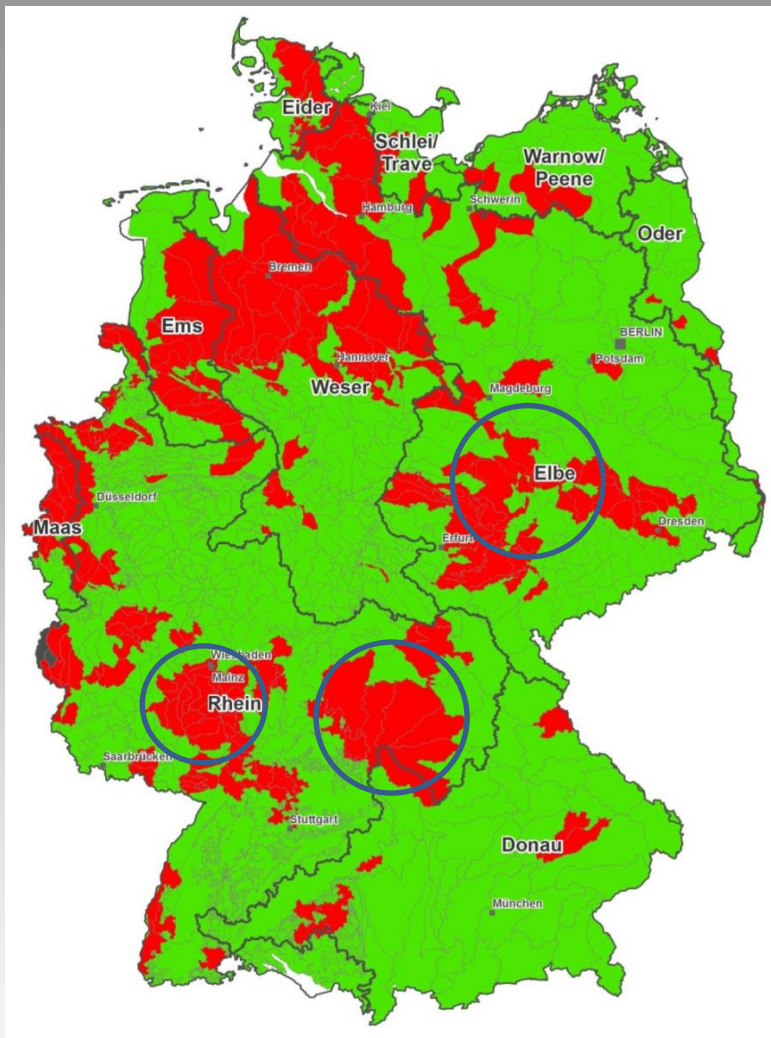 Eider
Kiel
Schlei/
Trave
Warnow/
Peene
Hamburg
Schwerin
Oder
Bremen
Ems
BERLIN
Hannover
Potsdam
Weser
Magdeburg
Elbe
Düsseldorf
Maas
Dresden
Erfurt
Wiesbaden
Mainz
Rhein
Saarbrücken
Stuttgart
Donau
München